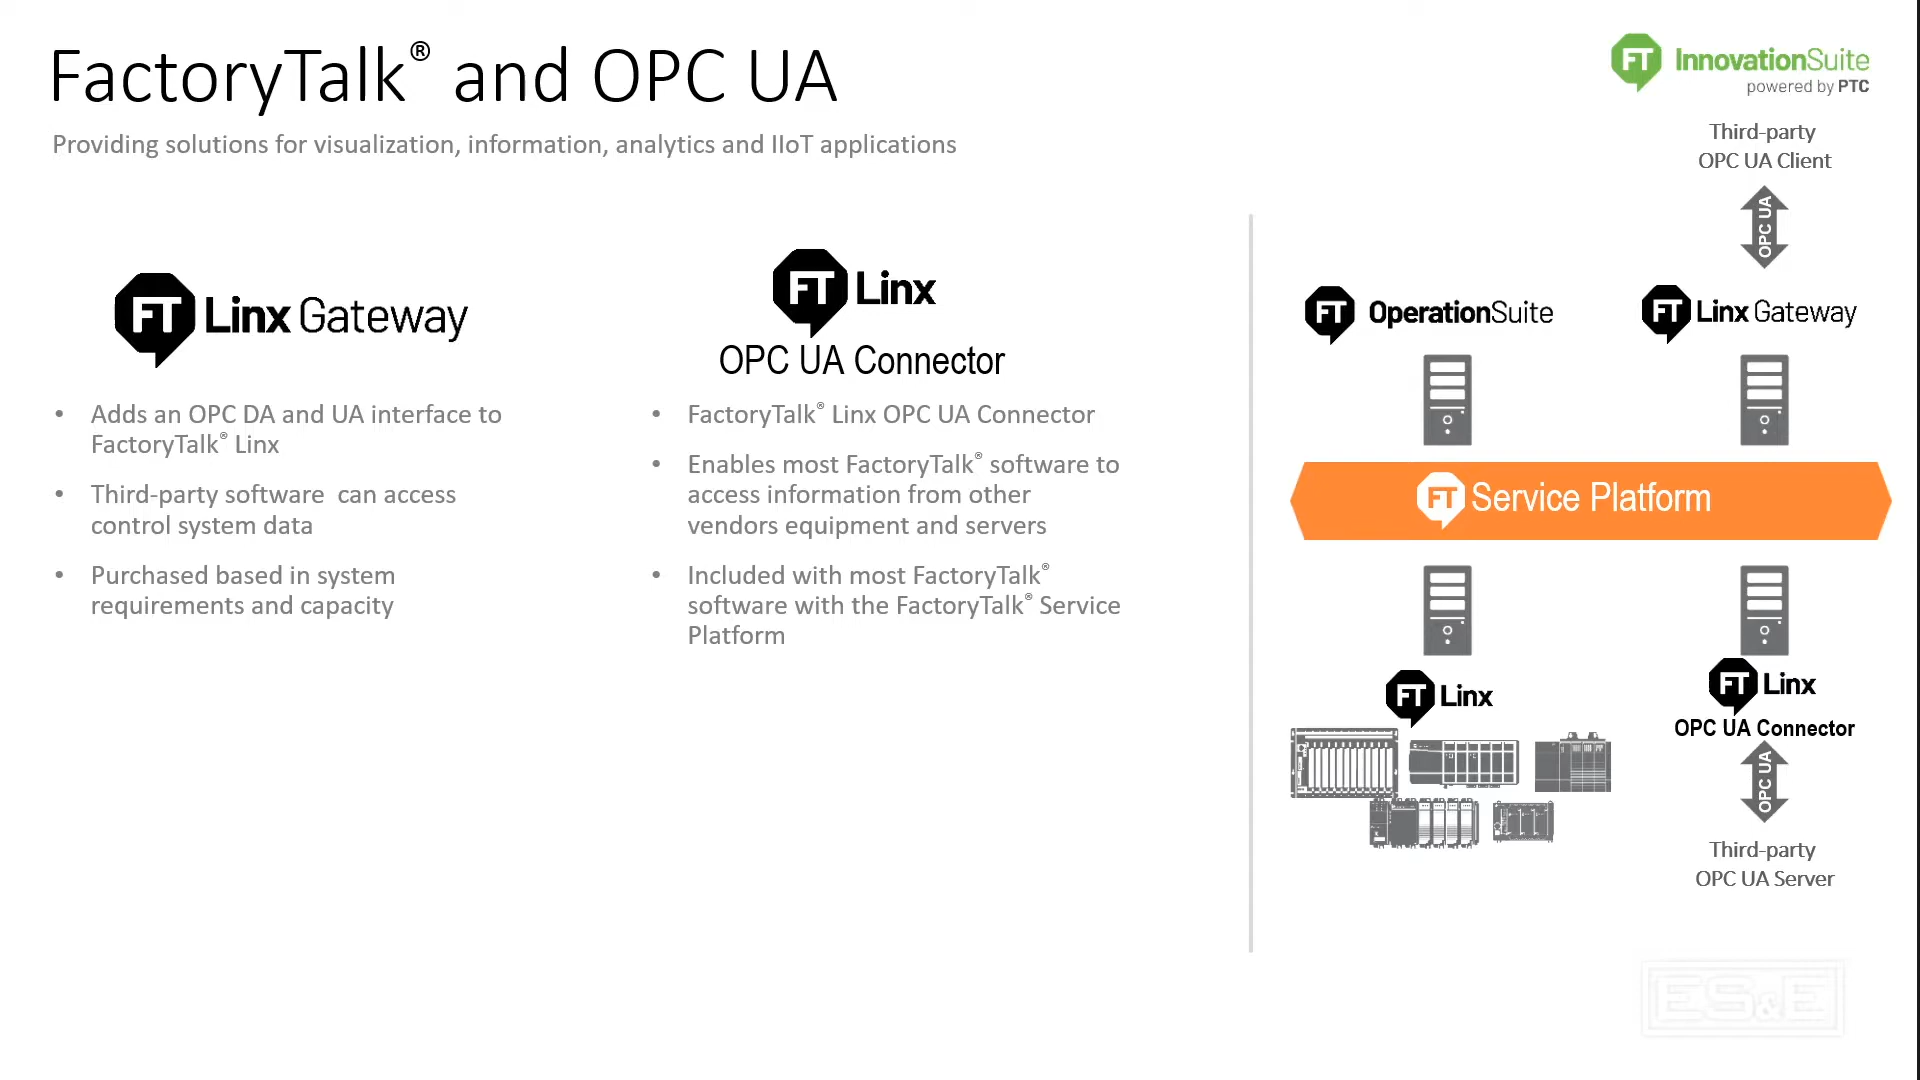 FactoryTalk® and OPC UA
Providing solutions for visualization, information, analytics and IIoT applications
FT Linx Gateway
• Adds an OPC DA and UA interface to
FactoryTalk® Linx
• Third-party software can access
control system data
• Purchased based in system
requirements and capacity
FT Linx
OPC UA Connector
• FactoryTalk® Linx OPC UA Connector
• Enables most FactoryTalk® software to
access information from other
vendors equipment and servers
• Included with most FactoryTalk®
software with the FactoryTalk® Service
Platform
FT InnovationSuite
powered by PTC
Third-party
OPC UA Client
OPC UA
FT OperationSuite
FT Linx Gateway
FT Service Platform
FT Linx
FT Linx
OPC UA Connector
OPC UA
Third-party
OPC UA Server
ES&E